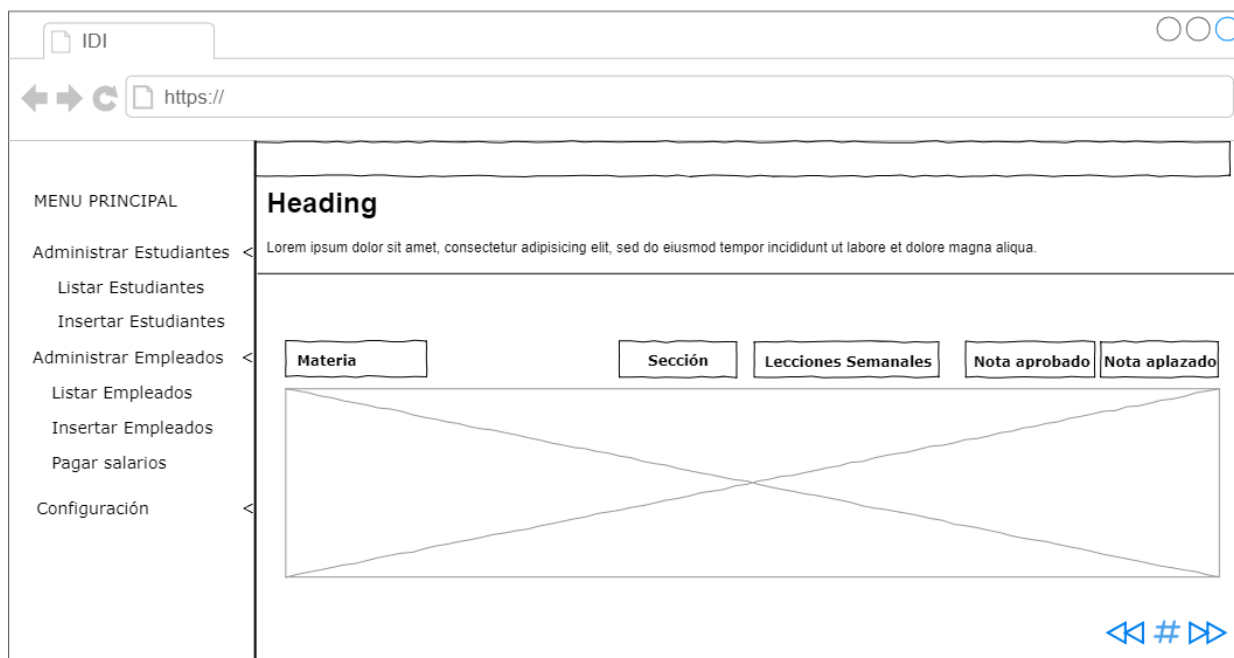 IDI
https://
MENU PRINCIPAL
Administrar Estudiantes <
Listar Estudiantes
Insertar Estudiantes
Administrar Empleados <
Listar Empleados
Insertar Empleados
Pagar salarios
Configuración <
Heading
Lorem ipsum dolor sit amet, consectetur adipisicing elit, sed do eiusmod tempor incididunt ut labore et dolore magna aliqua.
Materia Sección Lecciones Semanales Nota aprobado Nota aplazado
#